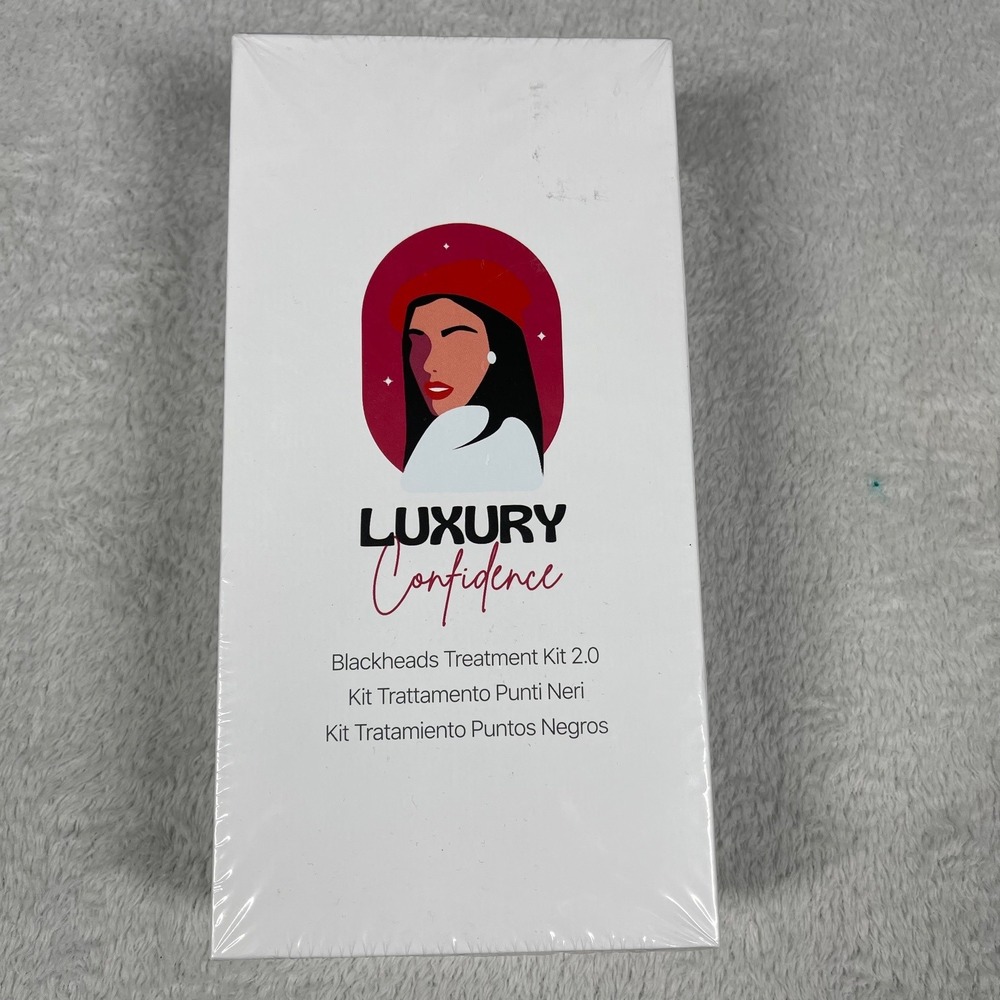 LUXURY
Confidence
Blackheads Treatment Kit 2.0
Kit Trattamento Punti Neri
Kit Tratamiento Puntos Negros